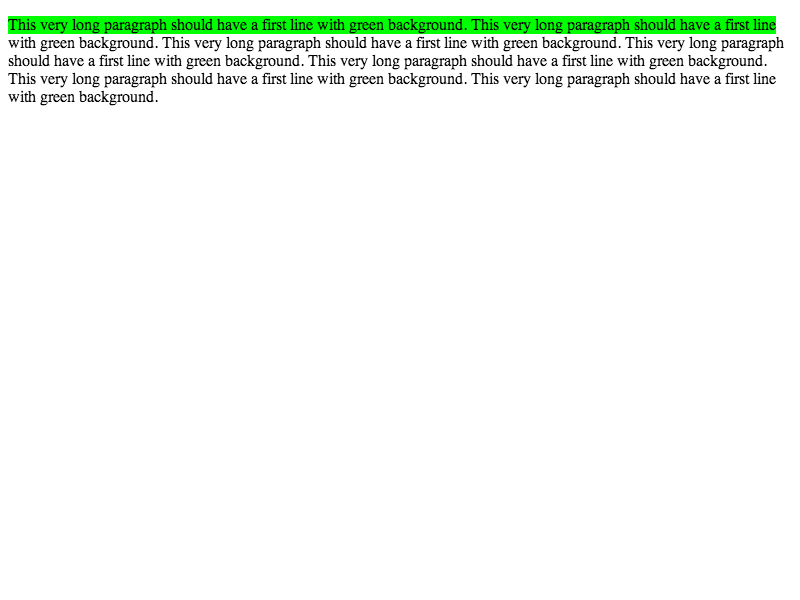 This very long paragraph should have a first line with green background. This very long paragraph should have a first line
with green background. This very long paragraph should have a first line with green background. This very long paragraph
should have a first line with green background. This very long paragraph should have a first line with green background.
This very long paragraph should have a first line with green background. This very long paragraph should have a first line
with green background.